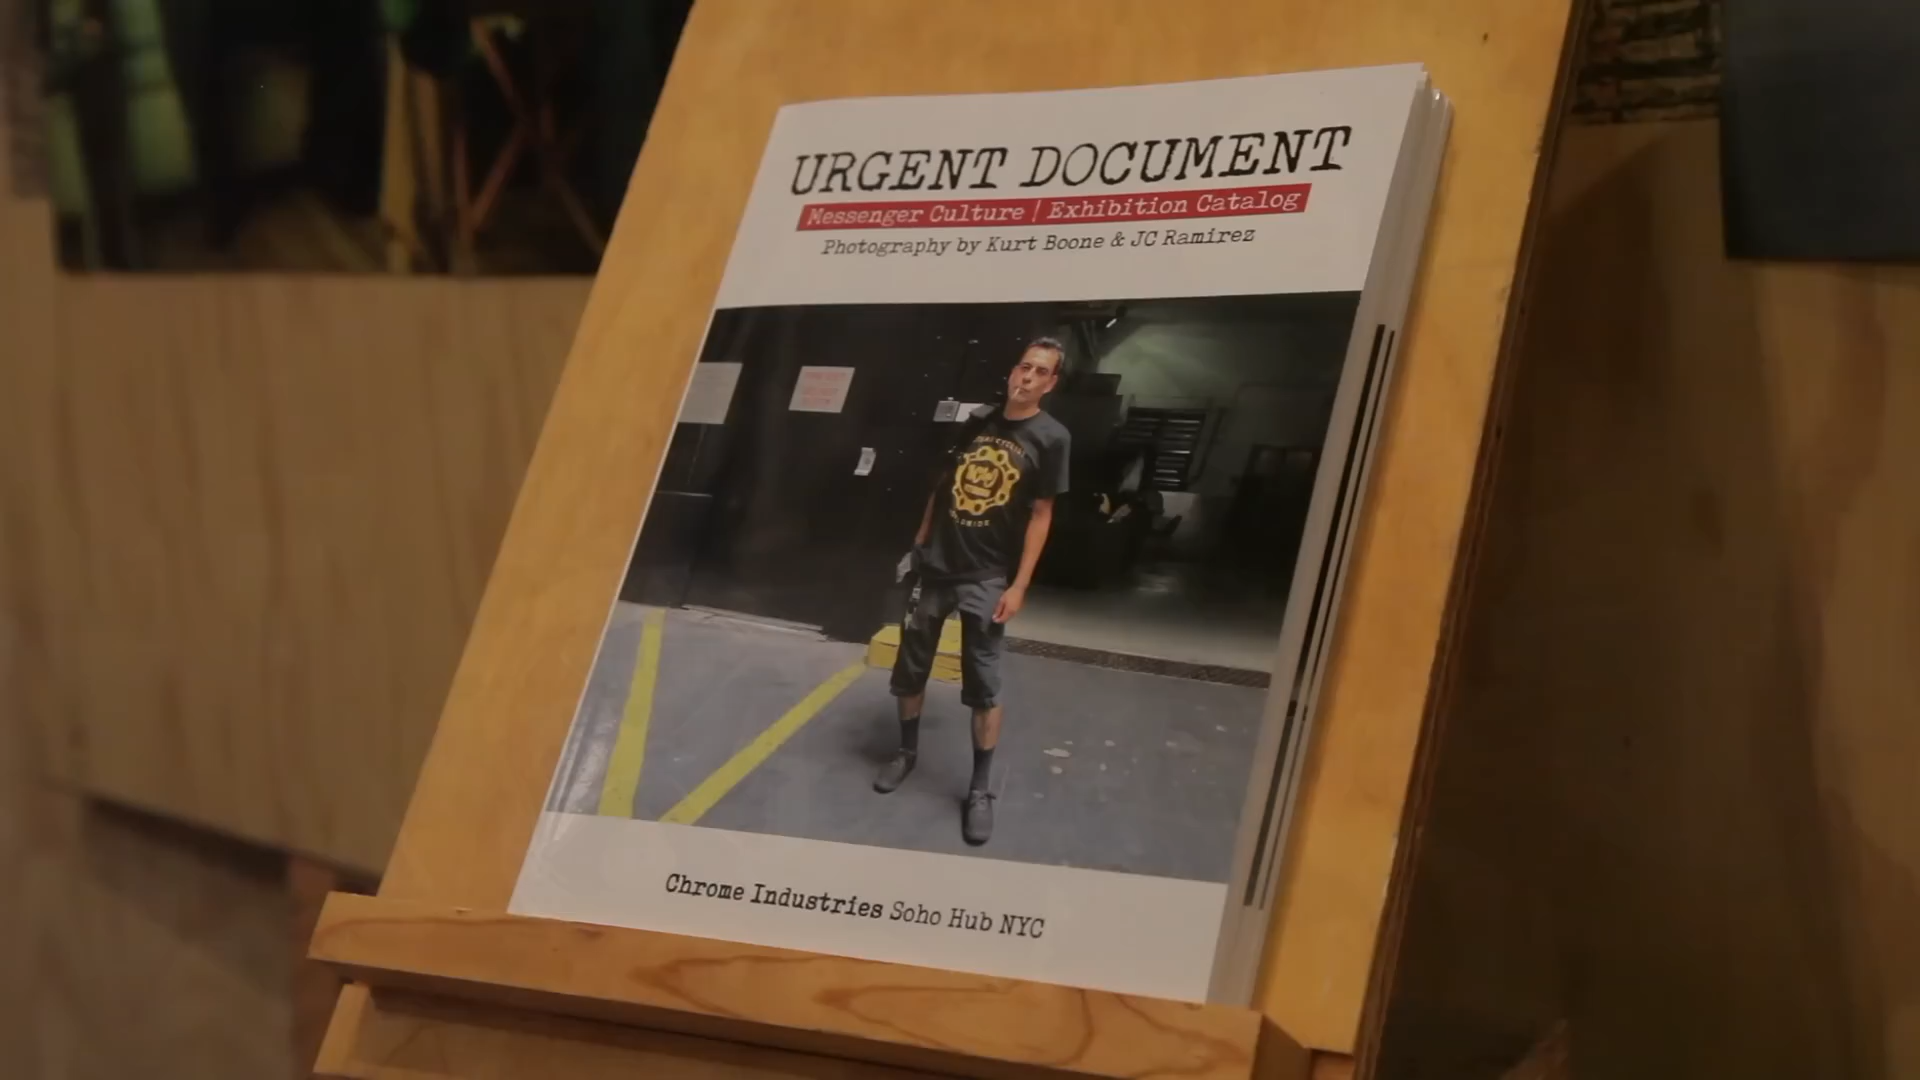 URGENT DOCUMENT
Messenger Culture | Exhibition Catalog
Photography by Kurt Boone & JC Ramirez
Chrome Industries Soho Hub NYC